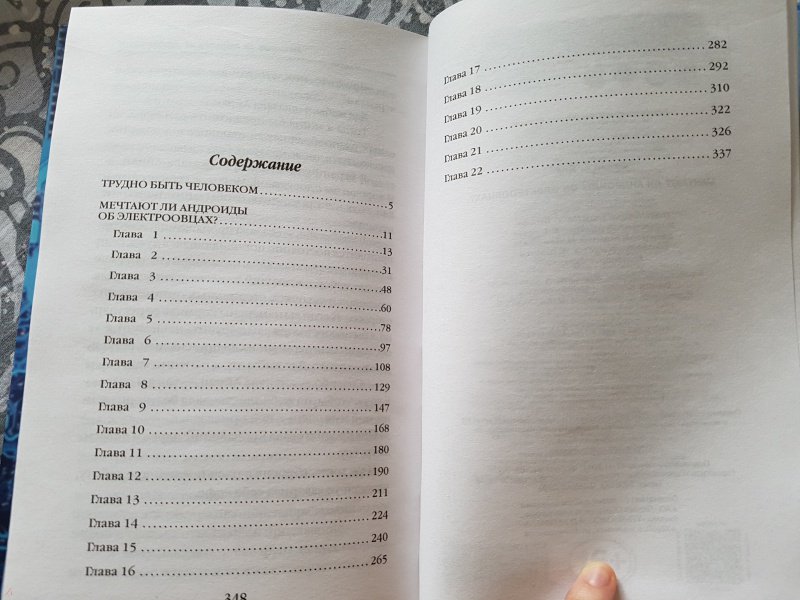 Содержание
ТРУДНО БЫТЬ ЧЕЛОВЕКОМ 5
МЕЧТАЮТ ЛИ АНДРОИДЫ
ОБ ЭЛЕКТРООВЦАХ? 11
Глава 1 13
Глава 2 31
Глава 3 48
Глава 4 60
Глава 5 78
Глава 6 97
Глава 7 108
Глава 8 129
Глава 9 147
Глава 10 168
Глава 11 180
Глава 12 190
Глава 13 211
Глава 14 224
Глава 15 240
Глава 16 265
348
Глава 17 282
Глава 18 292
Глава 19 310
Глава 20 322
Глава 21 326
Глава 22 337